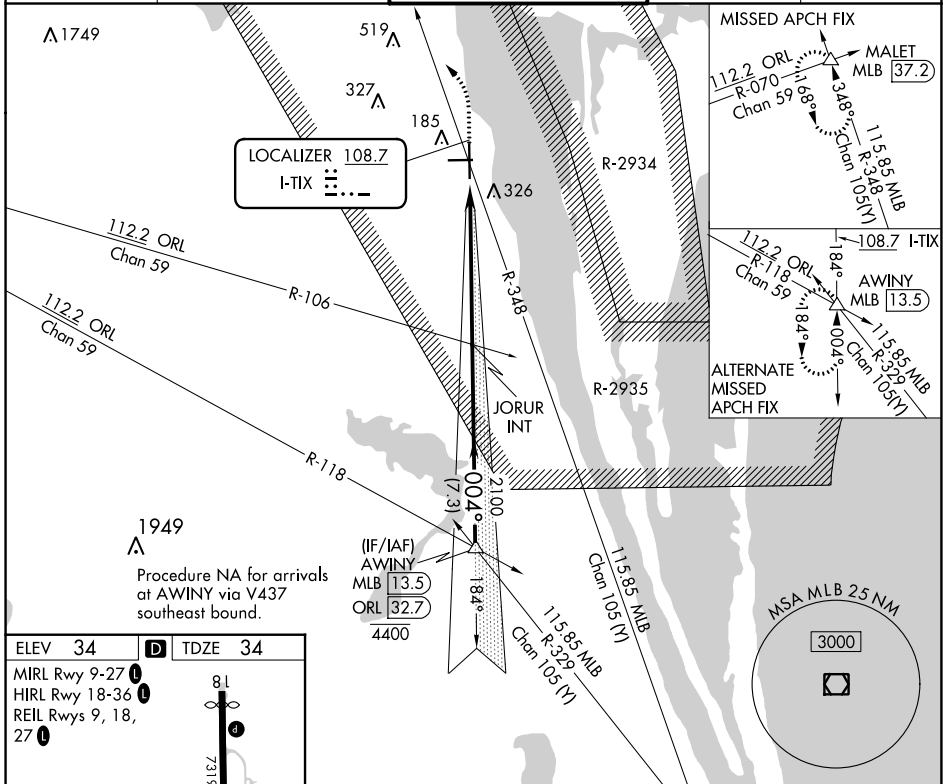 1749
519
327
185
LOCALIZER 108.7
I-TIX
326
R-2934
R-348
112.2 ORL
Chan 59
R-106
112.2 ORL
Chan 59
R-118
JORUR
INT
R-2935
2100
004°
(7.3)
184°
(IF/IAF)
AWINY
MLB 13.5
ORL 32.7
4400
1949
Procedure NA for arrivals
at AWINY via V437
southeast bound.
115.85 MLB
Chan 105 (Y)
115.85 MLB
R-329
Chan 105 (Y)
MISSED APCH FIX
MALET
MLB 37.2
112.2 ORL
R-070
Chan 59
168°
348°
115.85 MLB
R-348
Chan 105(Y)
108.7 I-TIX
112.2 ORL
R-118
Chan 59
184°
AWINY
MLB 13.5
184°
004°
115.85 MLB
R-329
Chan 105(Y)
ALTERNATE
MISSED
APCH FIX
MSA MLB 25 NM
3000
ELEV 34
D
TDZE 34
MIRL Rwy 9-27 L
HIRL Rwy 18-36 L
REIL Rwys 9, 18,
27 L
18
P
7319